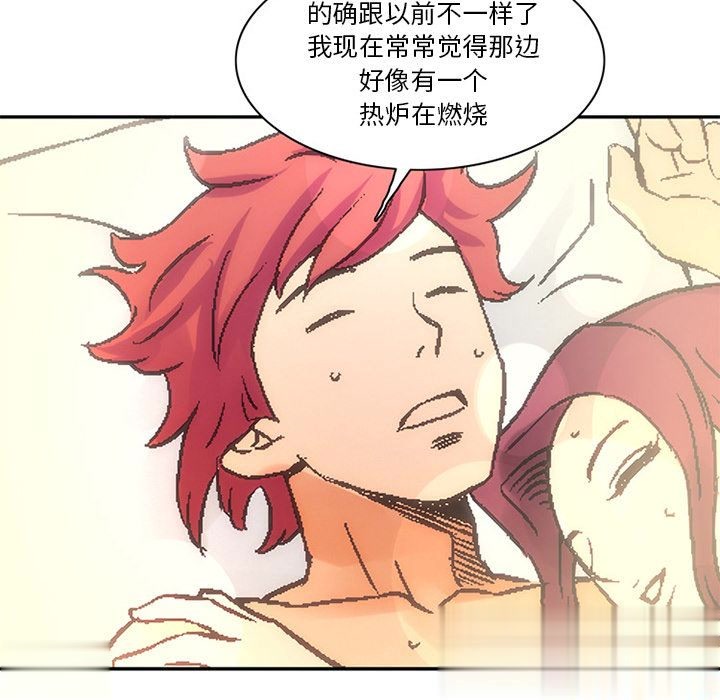 的确跟以前不一样了
我现在常常觉得那边
好像有一个
热炉在燃烧